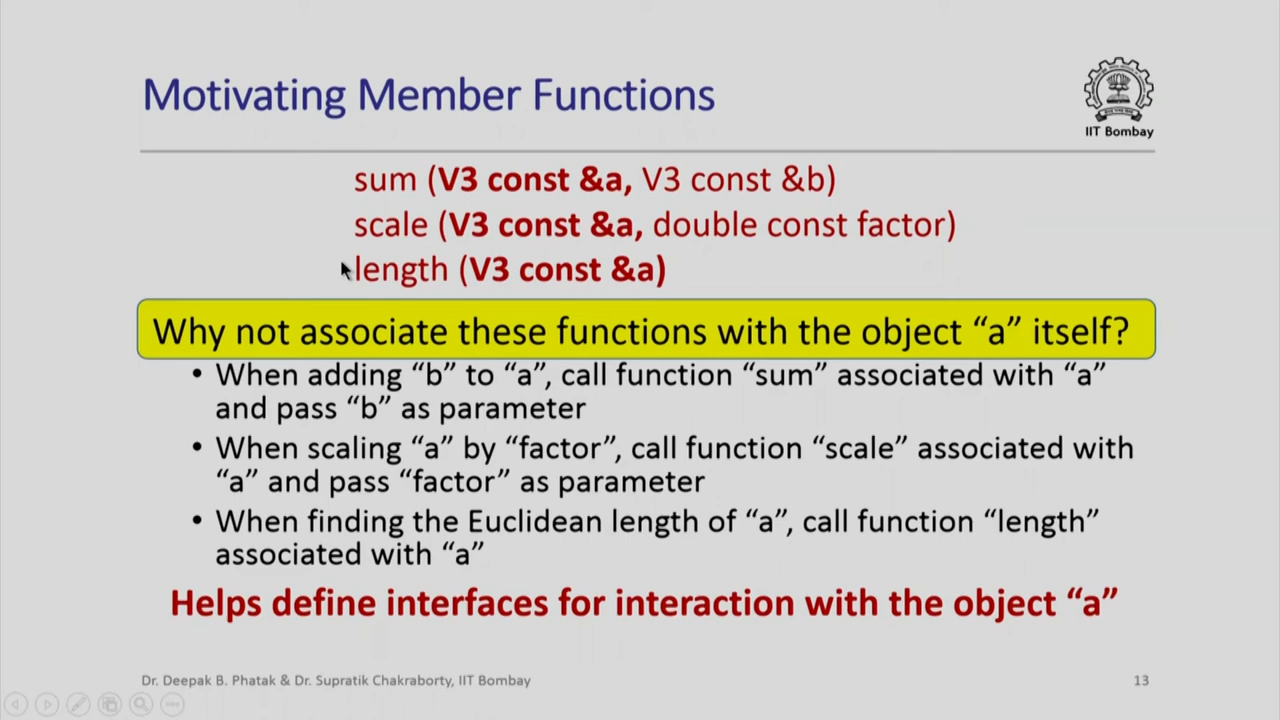 Motivating Member Functions
IIT Bombay
sum (V3 const &a, V3 const &b)
scale (V3 const &a, double const factor)
length (V3 const &a)
Why not associate these functions with the object “a” itself?
• When adding “b” to “a”, call function “sum” associated with “a”
and pass “b” as parameter
• When scaling “a” by “factor”, call function “scale” associated with
“a” and pass “factor” as parameter
• When finding the Euclidean length of “a”, call function “length”
associated with “a”
Helps define interfaces for interaction with the object “a”
Dr. Deepak B. Phatak & Dr. Supratik Chakraborty, IIT Bombay
13